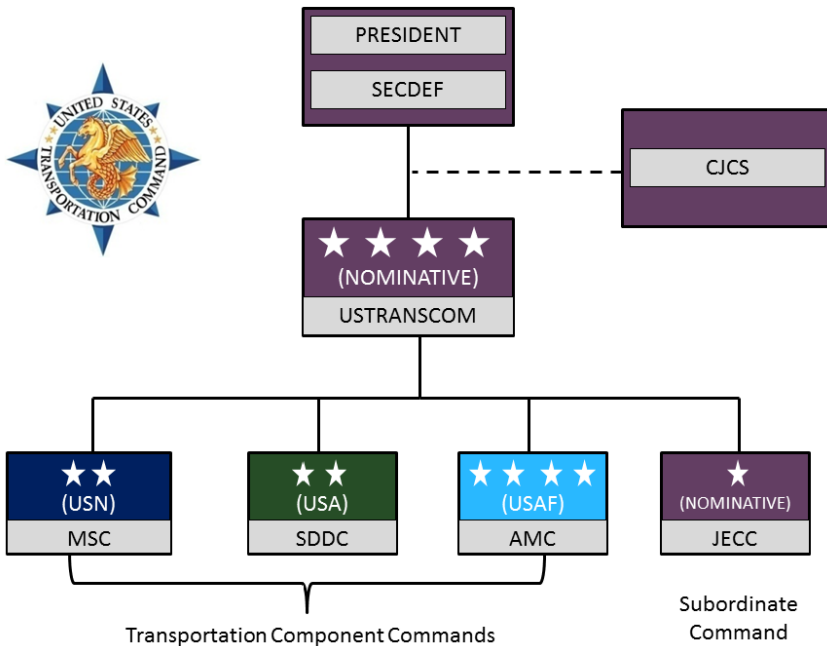 PRESIDENT
SECDEF
UNITED STATES
TRANSPORTATION COMMAND
CJCS
(NOMINATIVE)
USTRANSCOM
(USN)
MSC
(USA)
SDDC
(USAF)
AMC
(NOMINATIVE)
JECC
Transportation Component Commands
Subordinate
Command